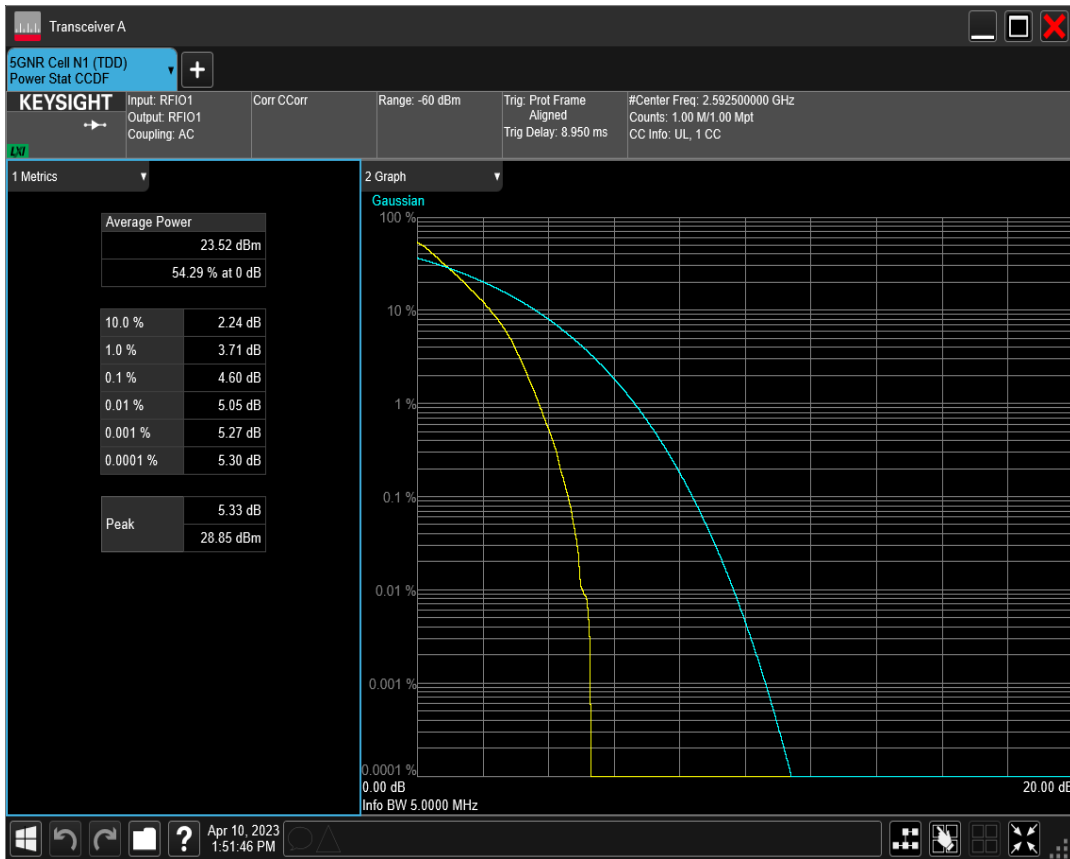 Transceiver A
5GNR Cell N1 (TDD)
Power Stat CCDF
+
KEYSIGHT
LXI
Input: RFIO1
Output: RFIO1
Coupling: AC
Corr CCorr
Range: -60 dBm
Trig: Prot Frame
Aligned
Trig Delay: 8.950 ms
#Center Freq: 2.592500000 GHz
Counts: 1.00 M/1.00 Mpt
CC Info: UL, 1 CC
1 Metrics
Average Power
23.52 dBm
54.29 % at 0 dB
10.0 % 2.24 dB
1.0 % 3.71 dB
0.1 % 4.60 dB
0.01 % 5.05 dB
0.001 % 5.27 dB
0.0001 % 5.30 dB
Peak
5.33 dB
28.85 dBm
2 Graph
Gaussian
100 %
10 %
1 %
0.1 %
0.01 %
0.001 %
0.0001 %
0.00 dB 20.00 dB
Info BW 5.0000 MHz
?
Apr 10, 2023
1:51:46 PM